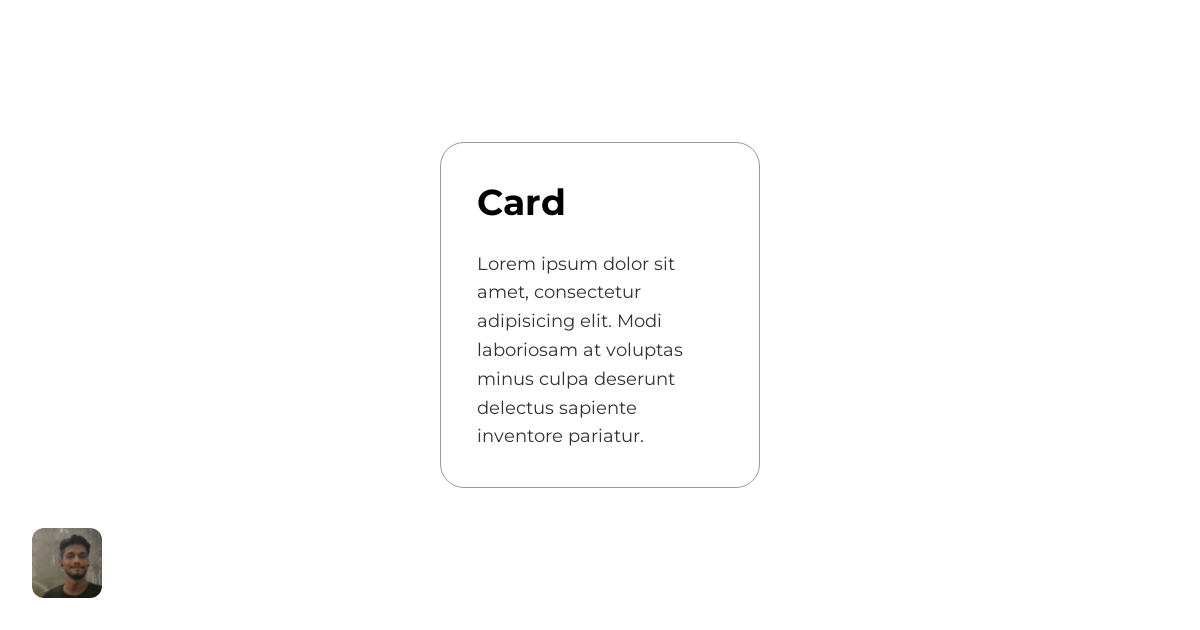 Card
Lorem ipsum dolor sit
amet, consectetur
adipisicing elit. Modi
laboriosam at voluptas
minus culpa deserunt
delectus sapiente
inventore pariatur.